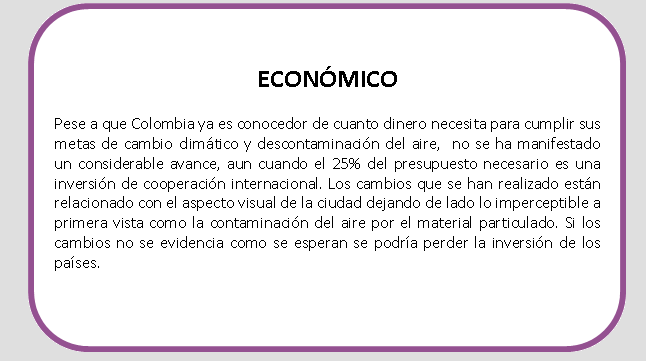 ECONÓMICO
Pese a que Colombia ya es conocedor de cuanto dinero necesita para cumplir sus
metas de cambio climático y descontaminación del aire, no se ha manifestado
un considerable avance, aun cuando el 25% del presupuesto necesario es una
inversión de cooperación internacional. Los cambios que se han realizado están
relacionado con el aspecto visual de la ciudad dejando de lado lo imperceptible a
primera vista como la contaminación del aire por el material particulado. Si los
cambios no se evidencia como se esperan se podría perder la inversión de los
países.